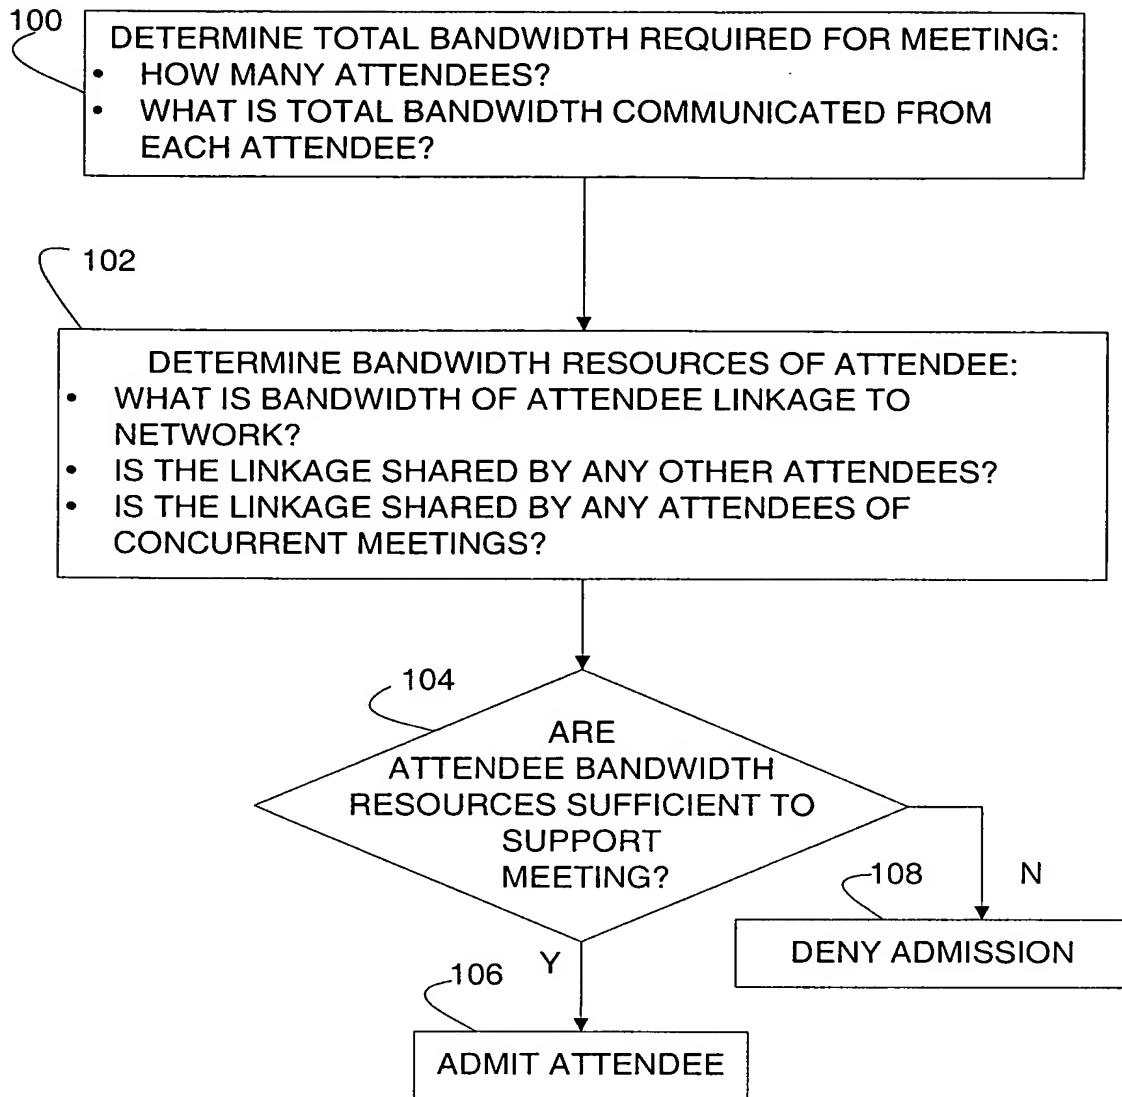 100
DETERMINE TOTAL BANDWIDTH REQUIRED FOR MEETING:
• HOW MANY ATTENDEES?
• WHAT IS TOTAL BANDWIDTH COMMUNICATED FROM
EACH ATTENDEE?
102
DETERMINE BANDWIDTH RESOURCES OF ATTENDEE:
• WHAT IS BANDWIDTH OF ATTENDEE LINKAGE TO
NETWORK?
• IS THE LINKAGE SHARED BY ANY OTHER ATTENDEES?
• IS THE LINKAGE SHARED BY ANY ATTENDEES OF
CONCURRENT MEETINGS?
104
ARE
ATTENDEE BANDWIDTH
RESOURCES SUFFICIENT TO
SUPPORT
MEETING?
108
N
DENY ADMISSION
Y
106
ADMIT ATTENDEE